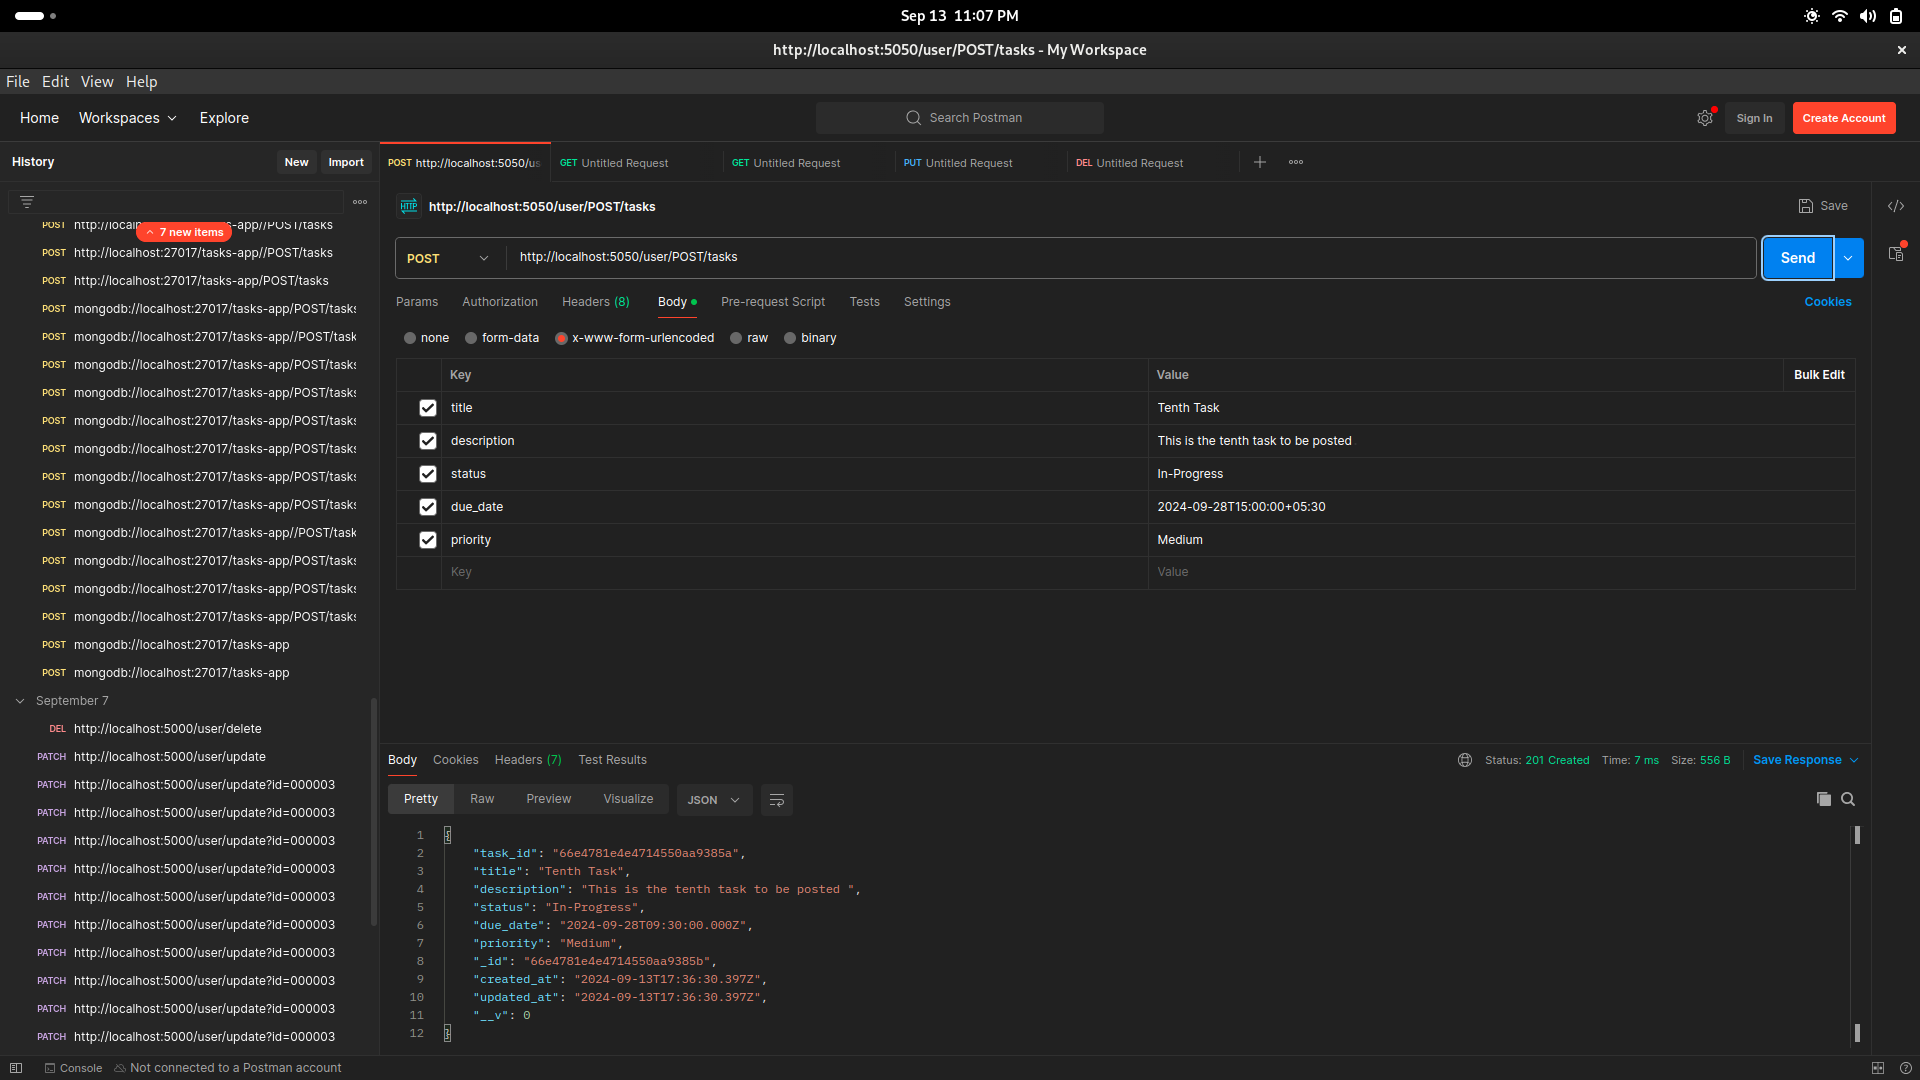 Sep 13 11:07 PM
http://localhost:5050/user/POST/tasks - My Workspace
File Edit View Help
Home Workspaces Explore
Search Postman
Sign In
Create Account
History
New
Import
POST http://localhost:5050/us
GET Untitled Request
GET Untitled Request
PUT Untitled Request
DEL Untitled Request
7 new items
POST http://localhost:27017/tasks-app//POST/tasks
POST http://localhost:27017/tasks-app/POST/tasks
POST mongodb://localhost:27017/tasks-app/POST/tasks
POST mongodb://localhost:27017/tasks-app//POST/task
POST mongodb://localhost:27017/tasks-app/POST/tasks
POST mongodb://localhost:27017/tasks-app/POST/tasks
POST mongodb://localhost:27017/tasks-app/POST/tasks
POST mongodb://localhost:27017/tasks-app/POST/tasks
POST mongodb://localhost:27017/tasks-app/POST/tasks
POST mongodb://localhost:27017/tasks-app/POST/tasks
POST mongodb://localhost:27017/tasks-app//POST/task
POST mongodb://localhost:27017/tasks-app/POST/tasks
POST mongodb://localhost:27017/tasks-app/POST/tasks
POST mongodb://localhost:27017/tasks-app/POST/tasks
POST mongodb://localhost:27017/tasks-app
POST mongodb://localhost:27017/tasks-app
September 7
DEL http://localhost:5000/user/delete
PATCH http://localhost:5000/user/update
PATCH http://localhost:5000/user/update?id=000003
PATCH http://localhost:5000/user/update?id=000003
PATCH http://localhost:5000/user/update?id=000003
PATCH http://localhost:5000/user/update?id=000003
PATCH http://localhost:5000/user/update?id=000003
PATCH http://localhost:5000/user/update?id=000003
PATCH http://localhost:5000/user/update?id=000003
PATCH http://localhost:5000/user/update?id=000003
PATCH http://localhost:5000/user/update?id=000003
PATCH http://localhost:5000/user/update?id=000003
HTTP http://localhost:5050/user/POST/tasks
Save
POST http://localhost:5050/user/POST/tasks
Send
Params Authorization Headers (8) Body Pre-request Script Tests Settings
Cookies
none form-data x-www-form-urlencoded raw binary
Key Value Bulk Edit
title Tenth Task
description This is the tenth task to be posted
status In-Progress
due_date 2024-09-28T15:00:00+05:30
priority Medium
Key Value
Body Cookies Headers (7) Test Results
Status: 201 Created Time: 7 ms Size: 556 B
Save Response
Pretty Raw Preview Visualize JSON
1 {
2 "task_id": "66e4781e4e4714550aa9385a",
3 "title": "Tenth Task",
4 "description": "This is the tenth task to be posted ",
5 "status": "In-Progress",
6 "due_date": "2024-09-28T09:30:00.000Z",
7 "priority": "Medium",
8 "_id": "66e4781e4e4714550aa9385b",
9 "created_at": "2024-09-13T17:36:30.397Z",
10 "updated_at": "2024-09-13T17:36:30.397Z",
11 "__v": 0
12 }
Console
Not connected to a Postman account